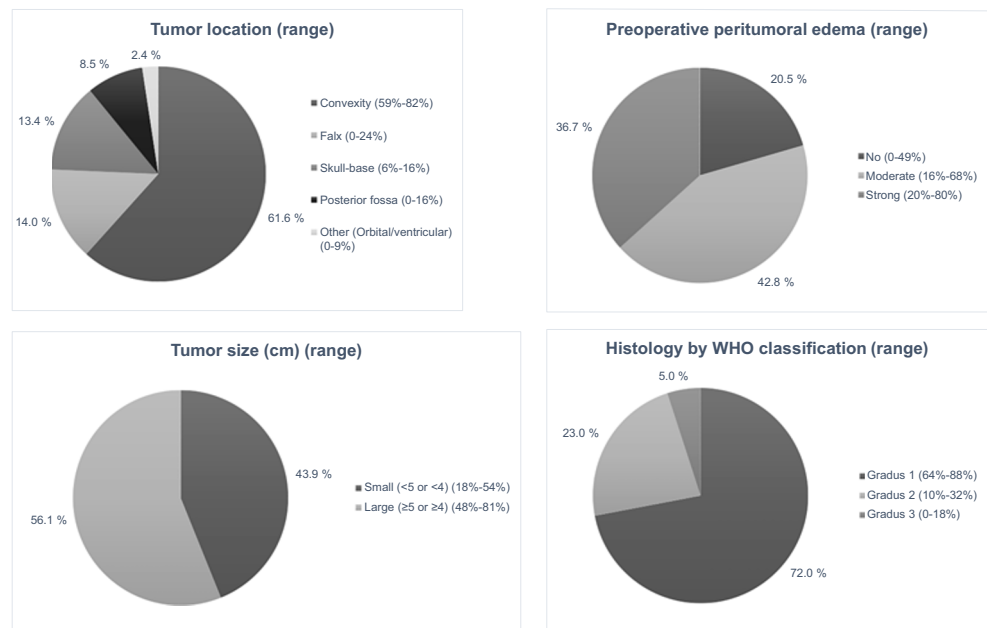 Tumor location (range)
2.4 %
8.5 %
13.4 %
14.0 %
61.6 %
Convexity (59%-82%)
Falx (0-24%)
Skull-base (6%-16%)
Posterior fossa (0-16%)
Other (Orbital/ventricular)
(0-9%)
Preoperative peritumoral edema (range)
20.5 %
36.7 %
42.8 %
No (0-49%)
Moderate (16%-68%)
Strong (20%-80%)
Tumor size (cm) (range)
43.9 %
56.1 %
Small (<5 or <4) (18%-54%)
Large (≥5 or ≥4) (48%-81%)
Histology by WHO classification (range)
5.0 %
23.0 %
72.0 %
Gradus 1 (64%-88%)
Gradus 2 (10%-32%)
Gradus 3 (0-18%)